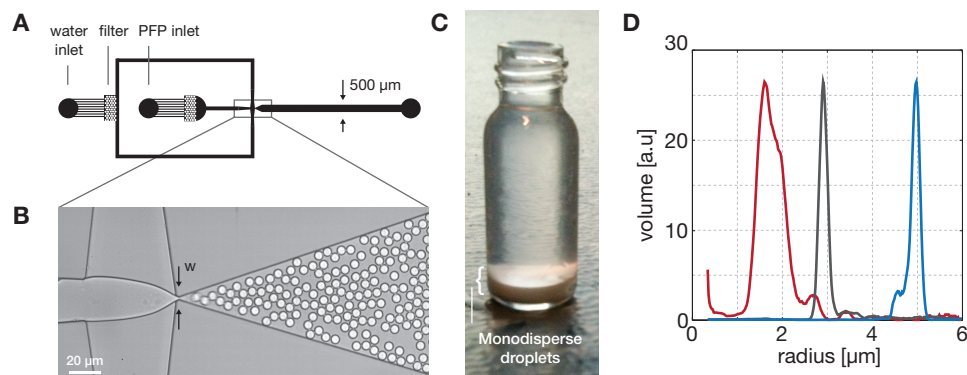 A
water
inlet
filter
PFP inlet
500 µm
B
w
20 µm
C
{
Monodisperse
droplets
D
30
20
10
0
volume [a.u]
0
2
4
6
radius [µm]